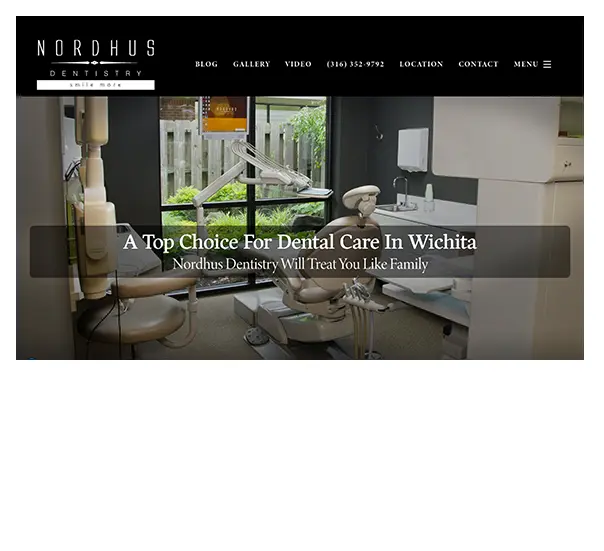 NORDHUS
DENTISTRY
smile more
BLOG GALLERY VIDEO (316) 352-9792 LOCATION CONTACT MENU
A Top Choice For Dental Care In Wichita
Nordhus Dentistry Will Treat You Like Family